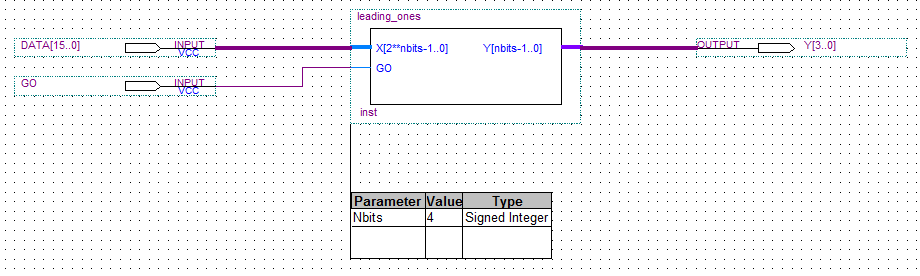 leading_ones
DATA[15..0] INPUT VCC
X[2**nbits-1..0] Y[nbits-1..0]
OUTPUT Y[3..0]
GO INPUT VCC
GO
inst
Parameter Value Type
Nbits 4 Signed Integer